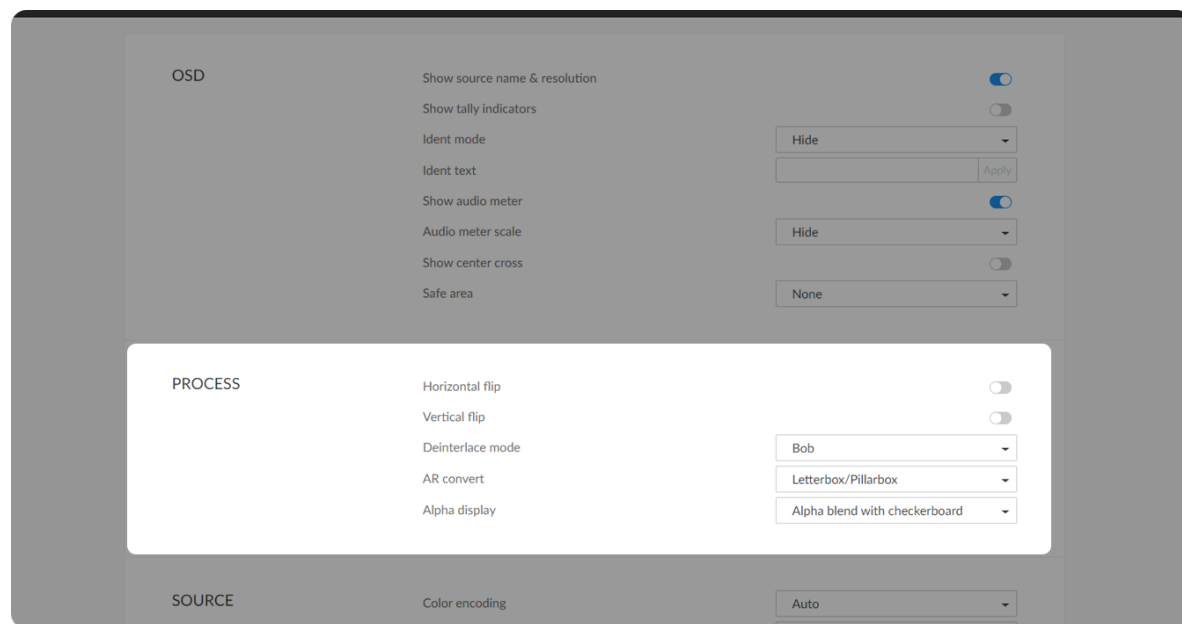 OSD
Show source name & resolution
Show tally indicators
Ident mode Hide
Ident text Apply
Show audio meter
Audio meter scale Hide
Show center cross
Safe area None
PROCESS
Horizontal flip
Vertical flip
Deinterlace mode Bob
AR convert Letterbox/Pillarbox
Alpha display Alpha blend with checkerboard
SOURCE
Color encoding Auto